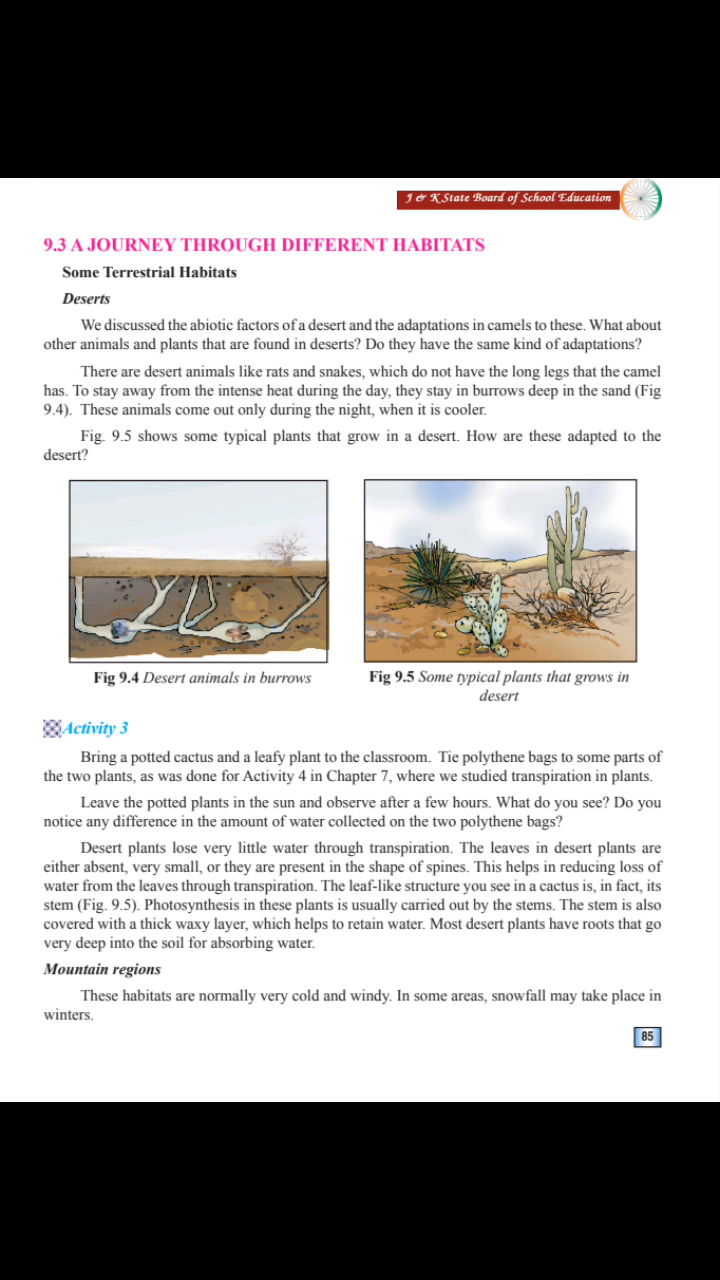 J & K State Board of School Education
9.3 A JOURNEY THROUGH DIFFERENT HABITATS
Some Terrestrial Habitats
Deserts
We discussed the abiotic factors of a desert and the adaptations in camels to these. What about
other animals and plants that are found in deserts? Do they have the same kind of adaptations?
There are desert animals like rats and snakes, which do not have the long legs that the camel
has. To stay away from the intense heat during the day, they stay in burrows deep in the sand (Fig
9.4). These animals come out only during the night, when it is cooler.
Fig. 9.5 shows some typical plants that grow in a desert. How are these adapted to the
desert?
Fig 9.4 Desert animals in burrows
Fig 9.5 Some typical plants that grows in
desert
Activity 3
Bring a potted cactus and a leafy plant to the classroom. Tie polythene bags to some parts of
the two plants, as was done for Activity 4 in Chapter 7, where we studied transpiration in plants.
Leave the potted plants in the sun and observe after a few hours. What do you see? Do you
notice any difference in the amount of water collected on the two polythene bags?
Desert plants lose very little water through transpiration. The leaves in desert plants are
either absent, very small, or they are present in the shape of spines. This helps in reducing loss of
water from the leaves through transpiration. The leaf-like structure you see in a cactus is, in fact, its
stem (Fig. 9.5). Photosynthesis in these plants is usually carried out by the stems. The stem is also
covered with a thick waxy layer, which helps to retain water. Most desert plants have roots that go
very deep into the soil for absorbing water.
Mountain regions
These habitats are normally very cold and windy. In some areas, snowfall may take place in
winters.
85